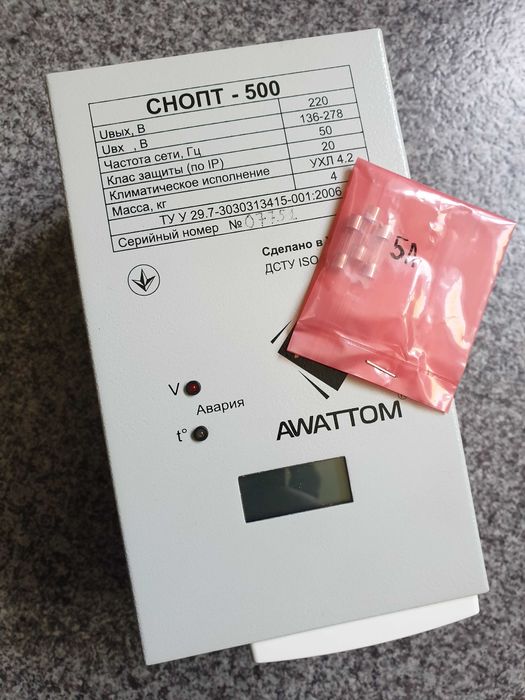 СНОПТ - 500
Uвых, В 220
Uвх , В 136-278
Частота сети, Гц 50
Клас защиты (по IP) 20
Климатическое исполнение УХЛ 4.2
Масса, кг 4
ТУ У 29.7-3030313415-001:2006
Серийный номер № 07751
Сделано в
ДСТУ ISO
5А
V
Авария
t°
AWATTOM®